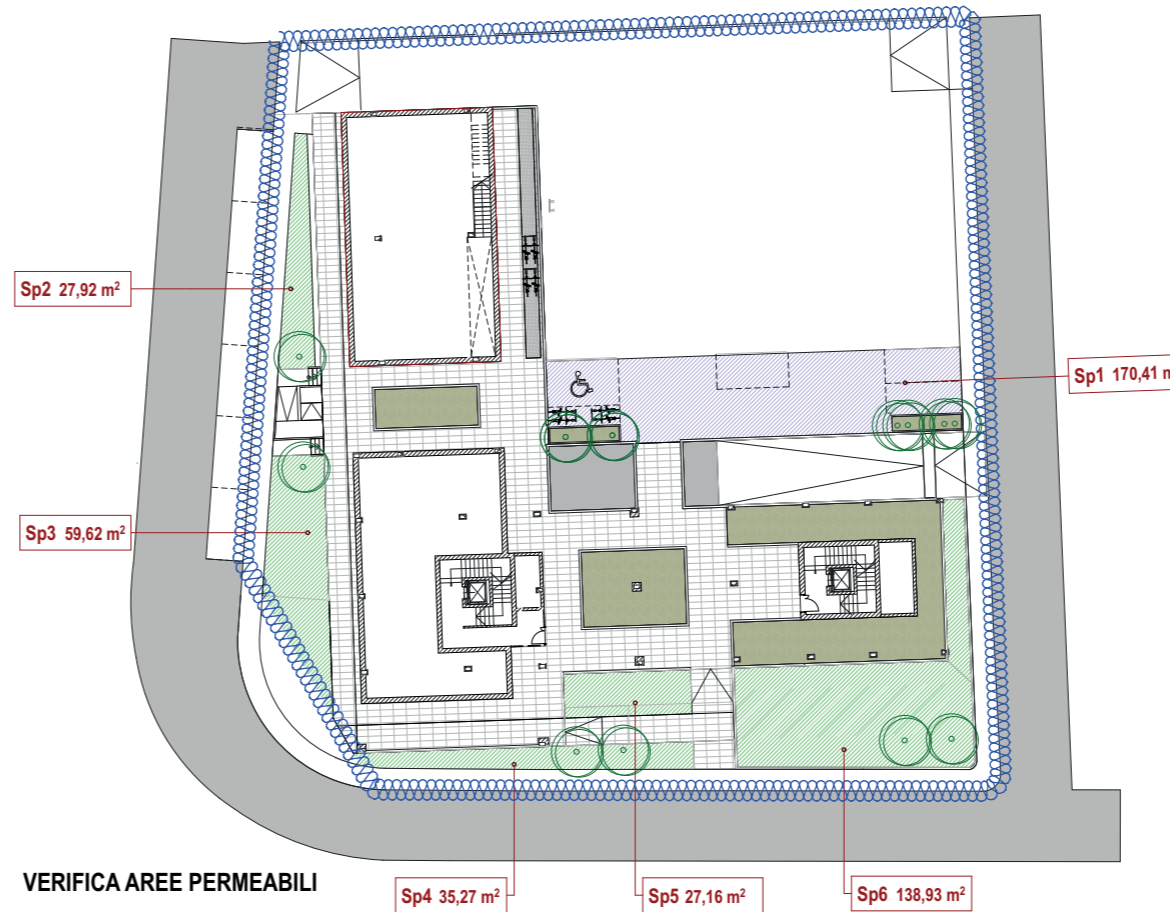 Sp2 27,92 m²
Sp1 170,41 m
Sp3 59,62 m²
VERIFICA AREE PERMEABILI
Sp4 35,27 m²
Sp5 27,16 m²
Sp6 138,93 m²